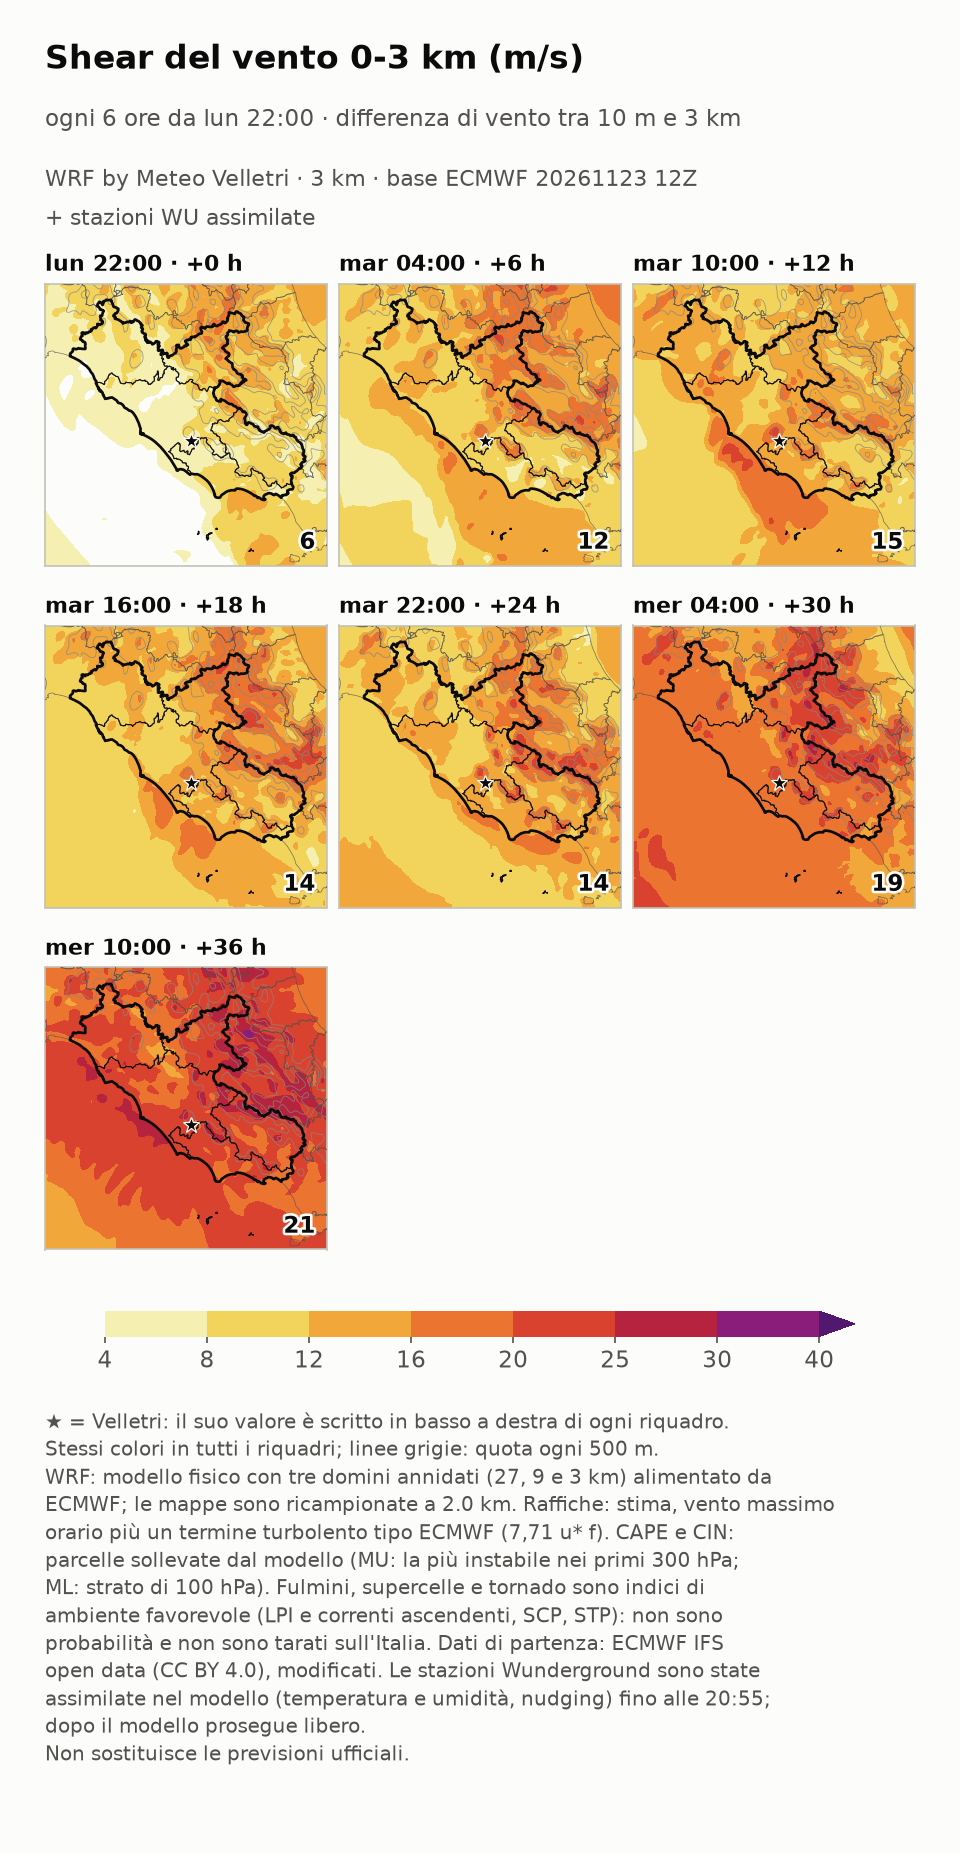 Shear del vento 0-3 km (m/s)
ogni 6 ore da lun 22:00 · differenza di vento tra 10 m e 3 km
WRF by Meteo Velletri · 3 km · base ECMWF 20261123 12Z
+ stazioni WU assimilate
lun 22:00 · +0 h
mar 04:00 · +6 h
mar 10:00 · +12 h
6
12
15
mar 16:00 · +18 h
mar 22:00 · +24 h
mer 04:00 · +30 h
14
14
19
mer 10:00 · +36 h
21
4 8 12 16 20 25 30 40
★ = Velletri: il suo valore è scritto in basso a destra di ogni riquadro.
Stessi colori in tutti i riquadri; linee grigie: quota ogni 500 m.
WRF: modello fisico con tre domini annidati (27, 9 e 3 km) alimentato da
ECMWF; le mappe sono ricampionate a 2.0 km. Raffiche: stima, vento massimo
orario più un termine turbolento tipo ECMWF (7,71 u* f). CAPE e CIN:
parcelle sollevate dal modello (MU: la più instabile nei primi 300 hPa;
ML: strato di 100 hPa). Fulmini, supercelle e tornado sono indici di
ambiente favorevole (LPI e correnti ascendenti, SCP, STP): non sono
probabilità e non sono tarati sull'Italia. Dati di partenza: ECMWF IFS
open data (CC BY 4.0), modificati. Le stazioni Wunderground sono state
assimilate nel modello (temperatura e umidità, nudging) fino alle 20:55;
dopo il modello prosegue libero.
Non sostituisce le previsioni ufficiali.